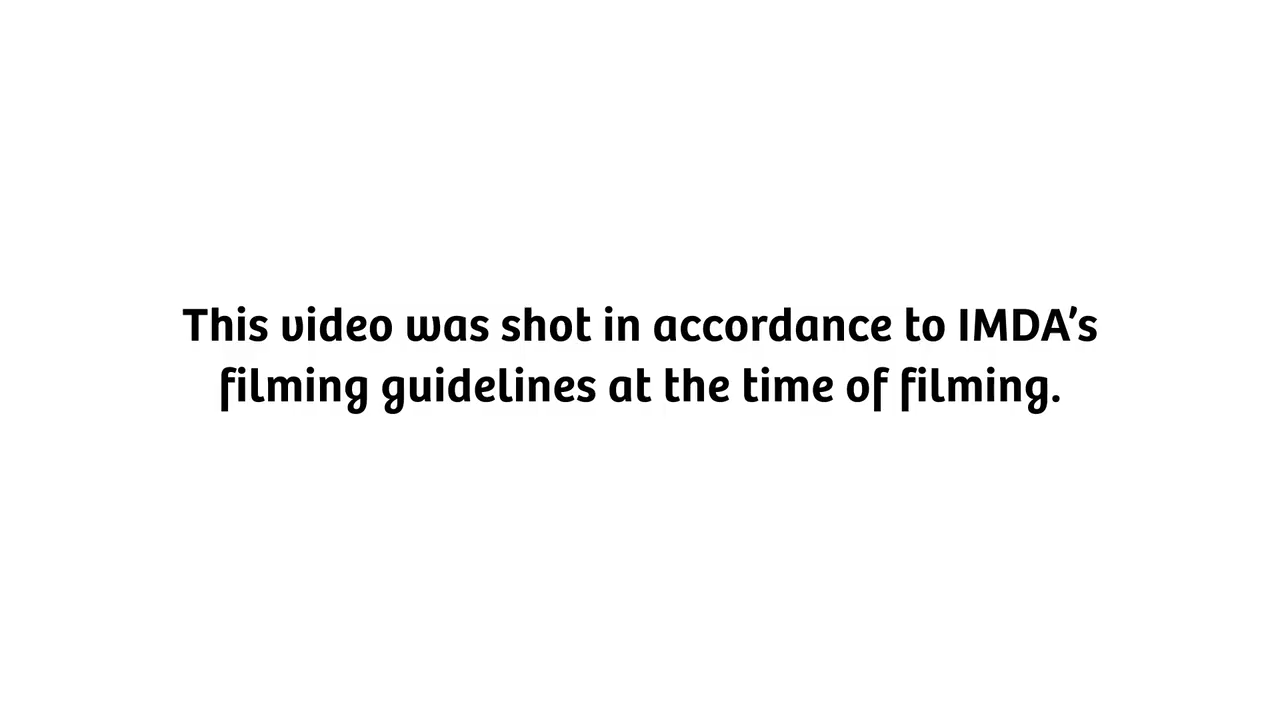 This video was shot in accordance to IMDA’s
filming guidelines at the time of filming.